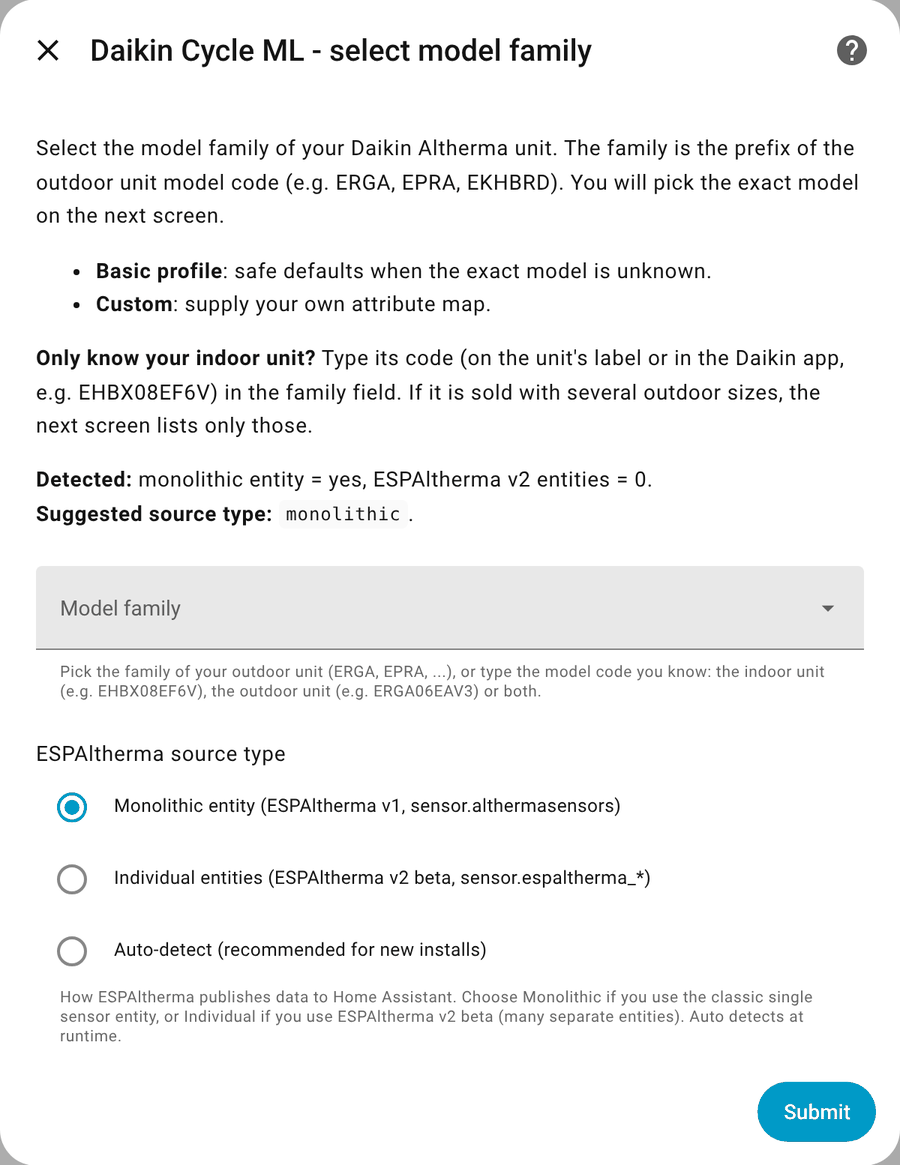 Daikin Cycle ML - select model family
Select the model family of your Daikin Altherma unit. The family is the prefix of the
outdoor unit model code (e.g. ERGA, EPRA, EKHBRD). You will pick the exact model
on the next screen.
• Basic profile: safe defaults when the exact model is unknown.
• Custom: supply your own attribute map.
Only know your indoor unit? Type its code (on the unit's label or in the Daikin app,
e.g. EHBX08EF6V) in the family field. If it is sold with several outdoor sizes, the
next screen lists only those.
Detected: monolithic entity = yes, ESPAltherma v2 entities = 0.
Suggested source type: monolithic .
Model family
Pick the family of your outdoor unit (ERGA, EPRA, ...), or type the model code you know: the indoor unit
(e.g. EHBX08EF6V), the outdoor unit (e.g. ERGA06EAV3) or both.
ESPAltherma source type
Monolithic entity (ESPAltherma v1, sensor.althermasensors)
Individual entities (ESPAltherma v2 beta, sensor.espaltherma_*)
Auto-detect (recommended for new installs)
How ESPAltherma publishes data to Home Assistant. Choose Monolithic if you use the classic single
sensor entity, or Individual if you use ESPAltherma v2 beta (many separate entities). Auto detects at
runtime.
Submit